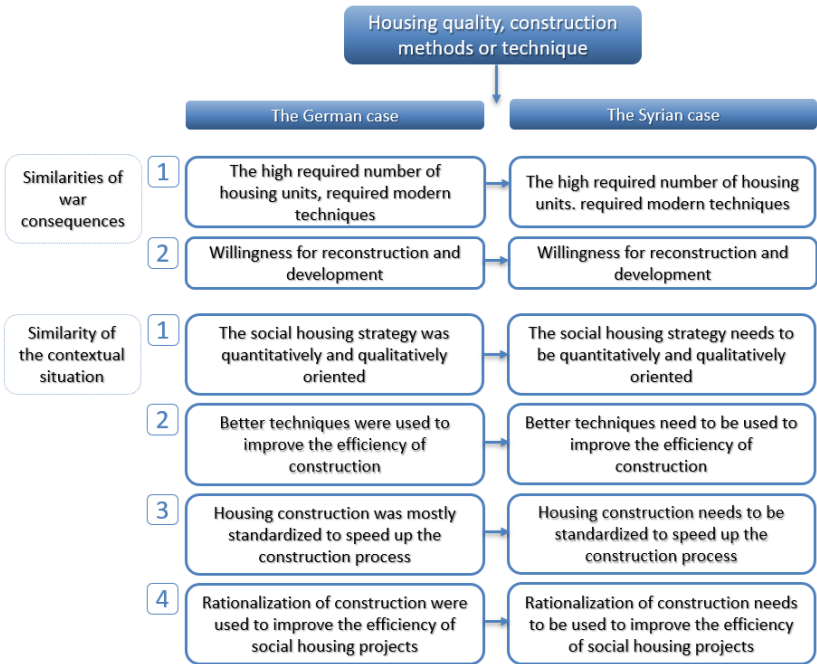 Housing quality, construction
methods or technique
The German case
The Syrian case
Similarities of
war
consequences
1
The high required number of
housing units, required modern
techniques
The high required number of housing
units. required modern techniques
2
Willingness for reconstruction and
development
Willingness for reconstruction and
development
Similarity of
the contextual
situation
1
The social housing strategy was
quantitatively and qualitatively
oriented
The social housing strategy needs to
be quantitatively and qualitatively
oriented
2
Better techniques were used to
improve the efficiency of
construction
Better techniques need to be used to
improve the efficiency of
construction
3
Housing construction was mostly
standardized to speed up the
construction process
Housing construction needs to be
standardized to speed up the
construction process
4
Rationalization of construction were
used to improve the efficiency of
social housing projects
Rationalization of construction needs
to be used to improve the efficiency
of social housing projects